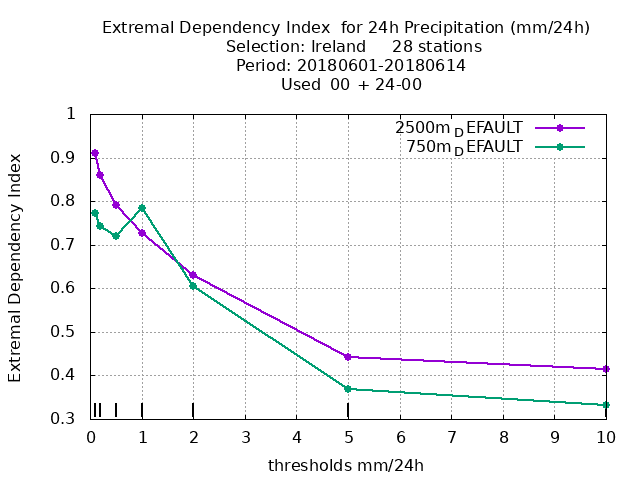 Extremal Dependency Index  for 24h Precipitation (mm/24h)
Selection: Ireland     28 stations
Period: 20180601-20180614
Used  00 + 24-00
2500m_DEFAULT
750m_DEFAULT
Extremal Dependency Index
1
0.9
0.8
0.7
0.6
0.5
0.4
0.3
0 1 2 3 4 5 6 7 8 9 10
thresholds mm/24h